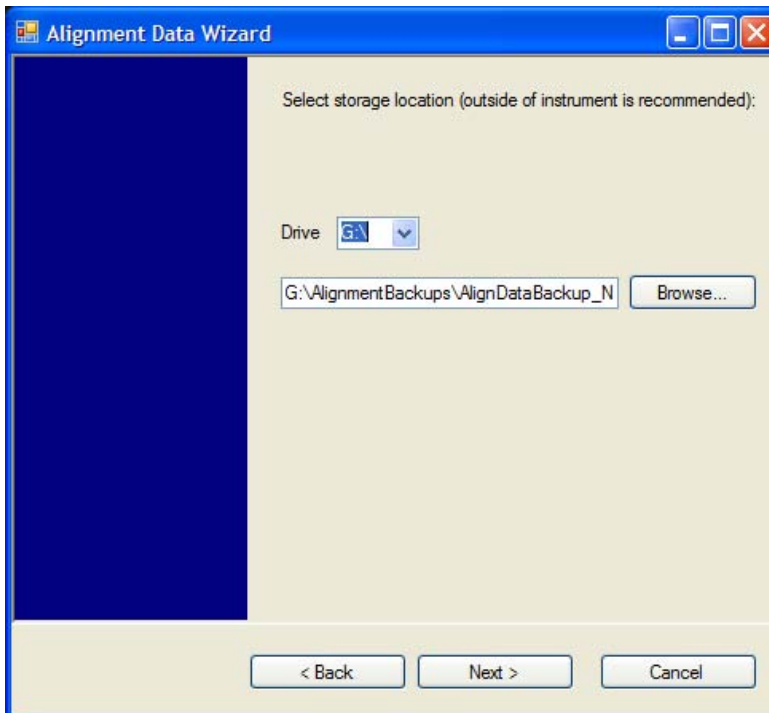 Alignment Data Wizard
Select storage location (outside of instrument is recommended):
Drive G:\
G:\AlignmentBackups\AlignDataBackup_N Browse...
< Back Next > Cancel